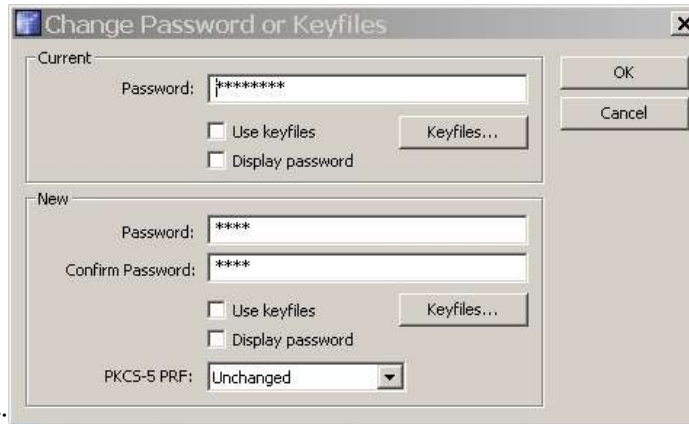 Change Password or Keyfiles
Current
Password: ********
Use keyfiles
Keyfiles...
Display password
OK
Cancel
New
Password: ****
Confirm Password: ****
Use keyfiles
Keyfiles...
Display password
PKCS-5 PRF: Unchanged
.